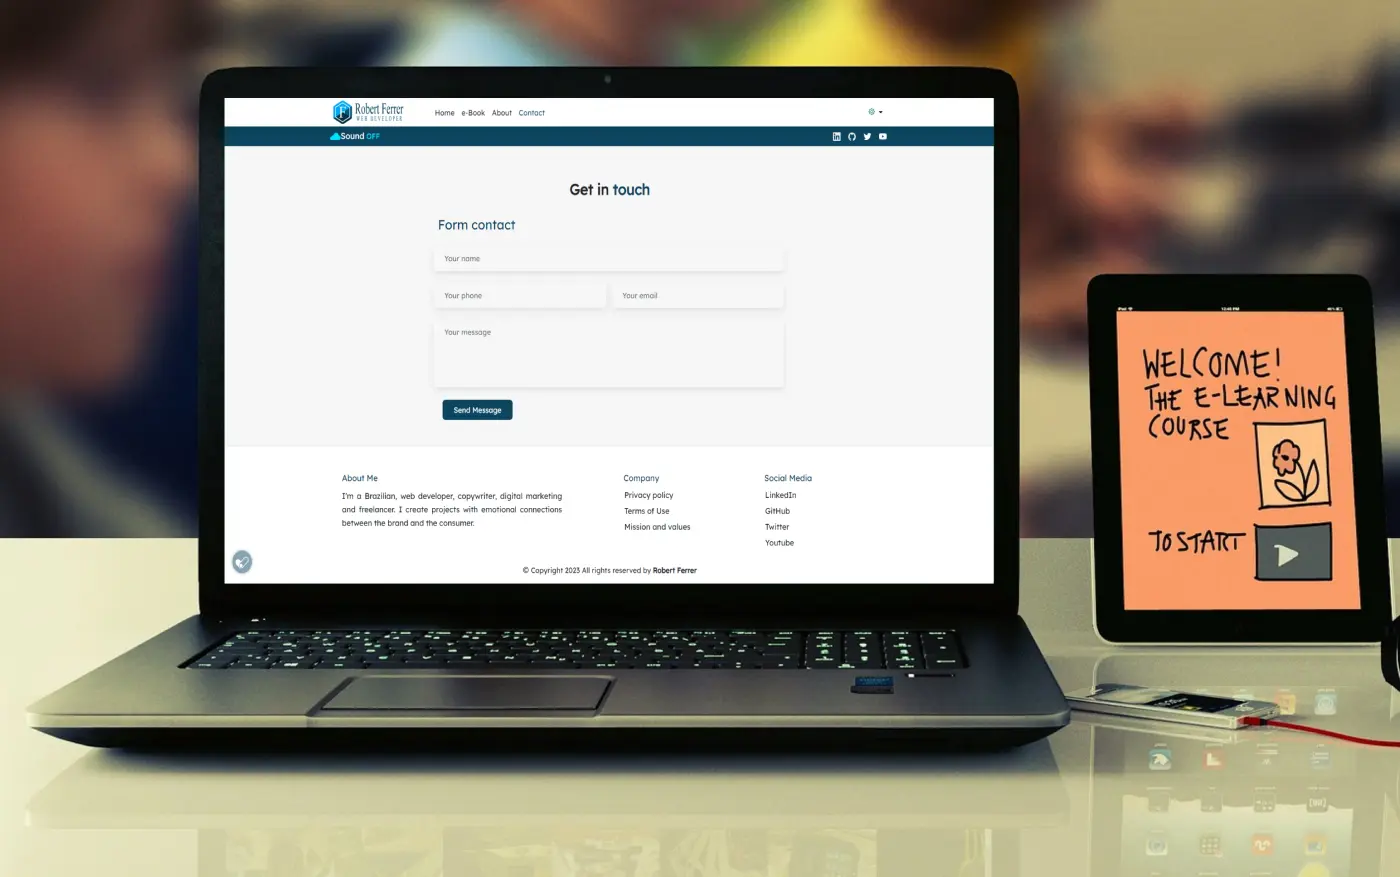 Robert Ferrer
WEB DEVELOPER
Home e-Book About Contact
Sound OFF
Get in touch
Form contact
Your name
Your phone Your email
Your message
Send Message
About Me
I'm a Brazilian, web developer, copywriter, digital marketing
and freelancer. I create projects with emotional connections
between the brand and the consumer.
Company
Privacy policy
Terms of Use
Mission and values
Social Media
LinkedIn
GitHub
Twitter
Youtube
© Copyright 2023 All rights reserved by Robert Ferrer
WELCOME!
THE E-LEARNING
COURSE
TO START